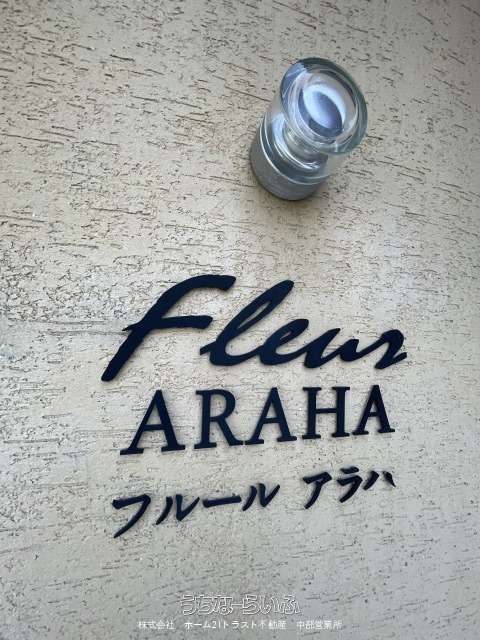 Fleur
ARAHA
フルール アラハ
うちなーらいふ
株式会社 ホーム21トラスト不動産 中部営業所